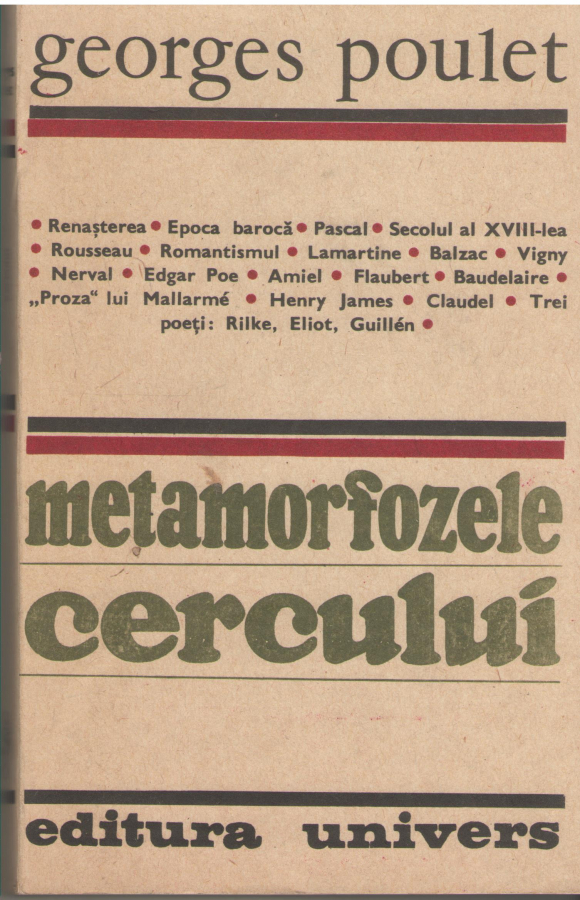 georges poulet
• Renașterea • Epoca barocă • Pascal • Secolul al XVIII-lea
• Rousseau • Romantismul • Lamartine • Balzac • Vigny
• Nerval • Edgar Poe • Amiel • Flaubert • Baudelaire •
„Proza“ lui Mallarmé • Henry James • Claudel • Trei
poeți: Rilke, Eliot, Guillén •
metamorfozele
cercului
editura univers